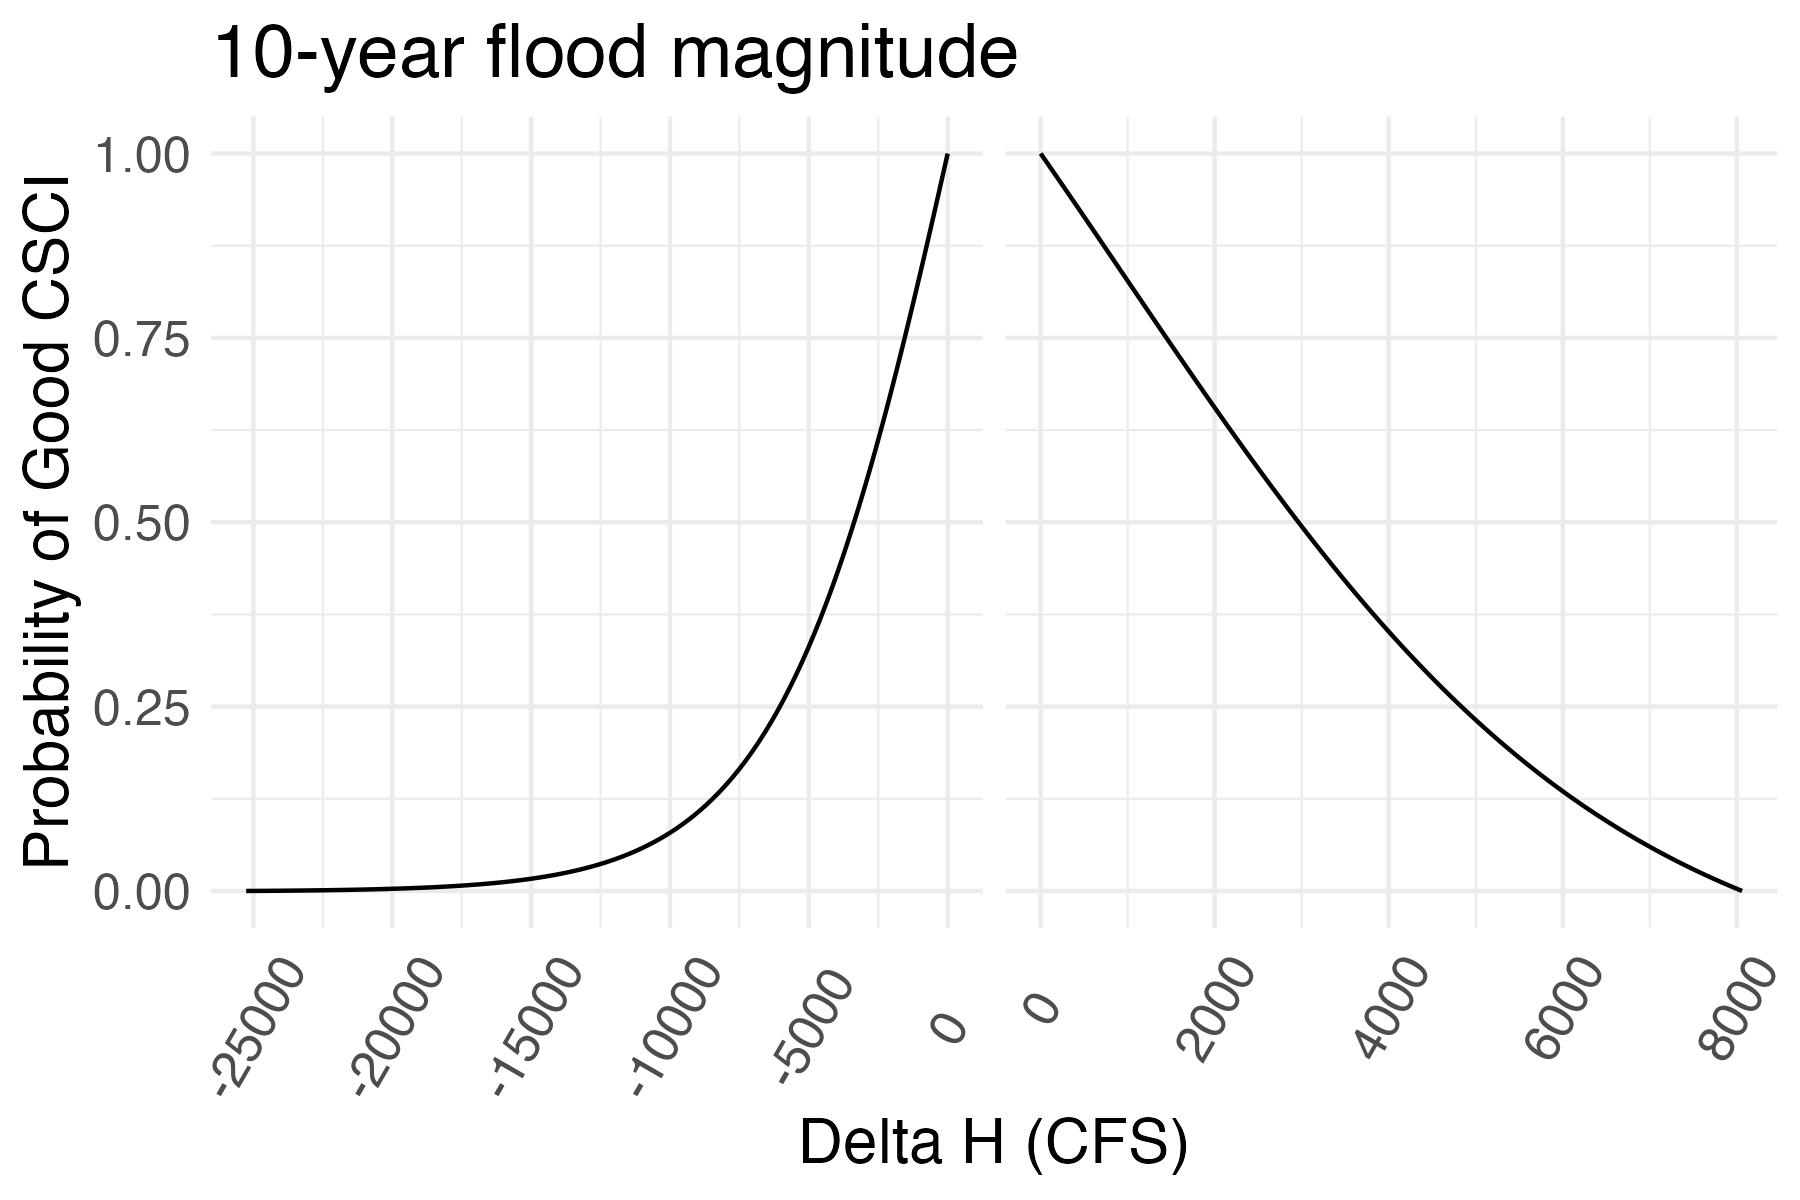 10-year flood magnitude
Probability of Good CSCI
1.00
0.75
0.50
0.25
0.00
-25000 -20000 -15000 -10000 -5000 0 0 2000 4000 6000 8000
Delta H (CFS)